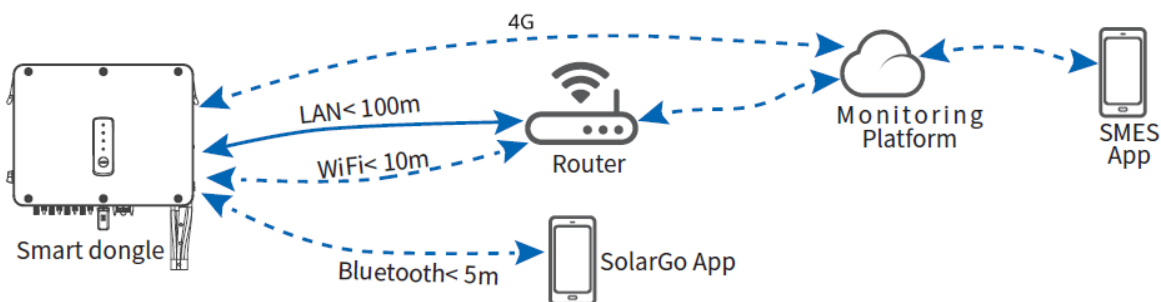 4G
LAN< 100m
WiFi< 10m
Router
Monitoring
Platform
SMES
App
Smart dongle
Bluetooth< 5m
SolarGo App